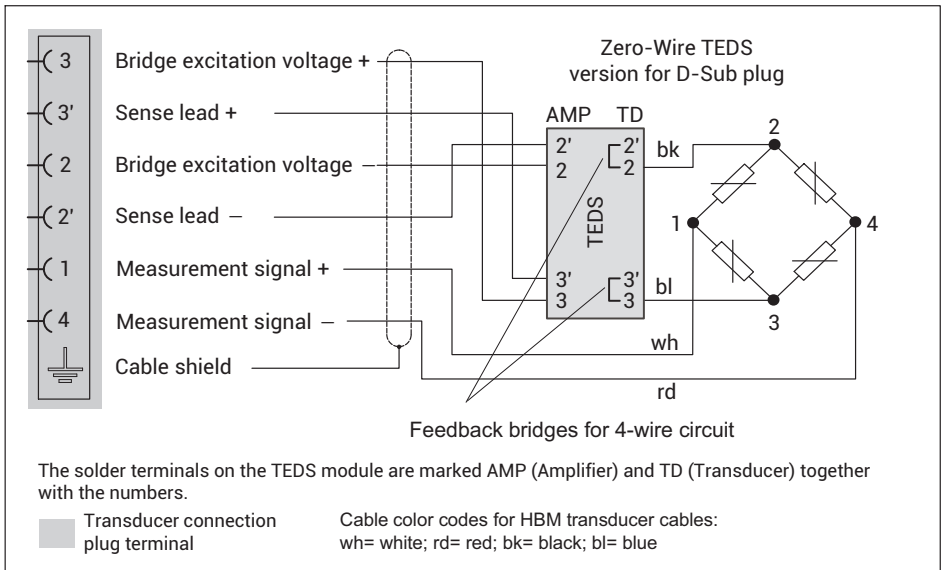 Zero-Wire TEDS
version for D-Sub plug
3 Bridge excitation voltage +
3' Sense lead +
2 Bridge excitation voltage –
2' Sense lead –
1 Measurement signal +
4 Measurement signal –
Cable shield
AMP TD
2' 2'
2 2
TEDS
3' 3'
3 3
bk
bl
wh
rd
2
1
4
3
Feedback bridges for 4-wire circuit
The solder terminals on the TEDS module are marked AMP (Amplifier) and TD (Transducer) together
with the numbers.
Transducer connection
plug terminal
Cable color codes for HBM transducer cables:
wh= white; rd= red; bk= black; bl= blue